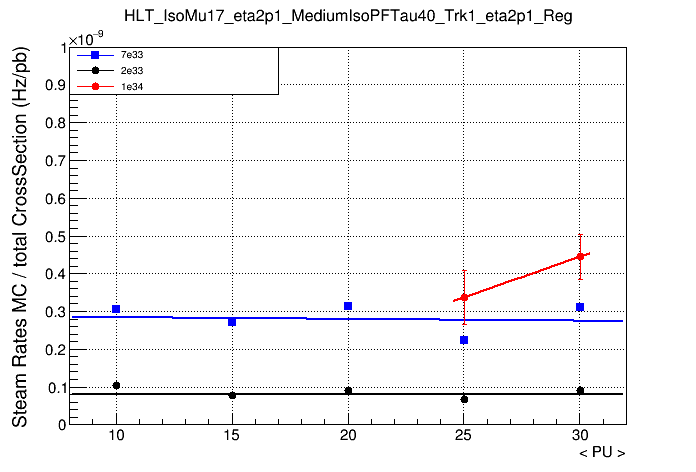 HLT_IsoMu17_eta2p1_MediumIsoPFTau40_Trk1_eta2p1_Reg
×10⁻⁹
Steam Rates MC / total CrossSection (Hz/pb)
1
0.9
0.8
0.7
0.6
0.5
0.4
0.3
0.2
0.1
0
7e33
2e33
1e34
10 15 20 25 30
< PU >